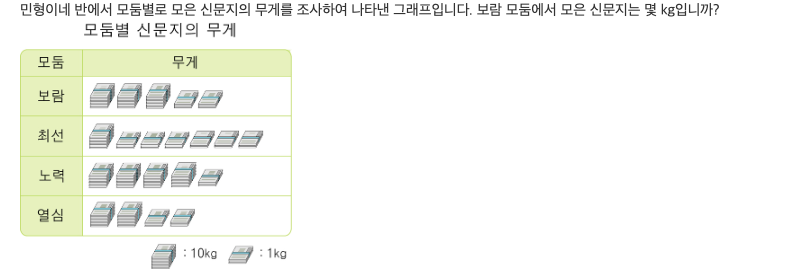 민형이네 반에서 모둠별로 모은 신문지의 무게를 조사하여 나타낸 그래프입니다. 보람 모둠에서 모은 신문지는 몇 kg입니까?
모둠별 신문지의 무게
모둠 무게
보람
최선
노력
열심
: 10kg : 1kg